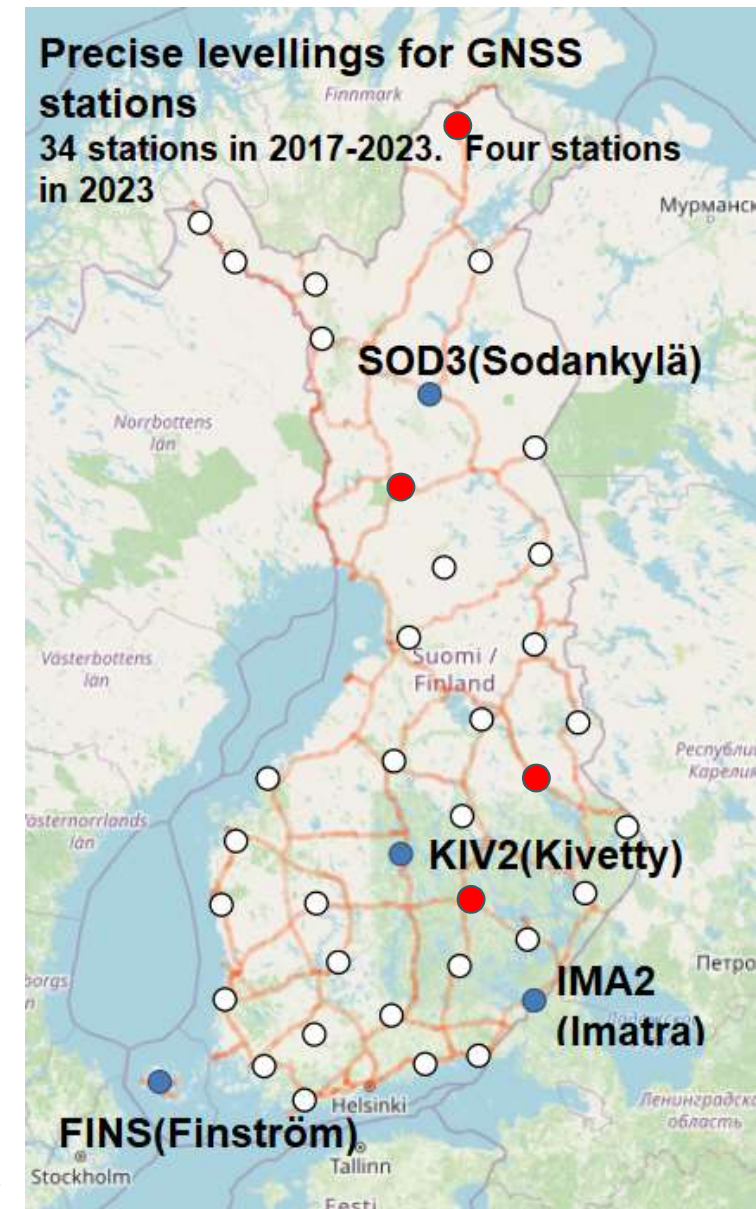 Precise levellings for GNSS
stations
Finnmark
34 stations in 2017-2023.  Four stations
in 2023
Мурманск
SOD3(Sodankylä)
Norrbottens
län
Västerbottens
län
Suomi /
Finland
Республи
Карелия
ästernorrlands
län
KIV2(Kivetty)
Петро
borgs
n
IMA2
(Imatra)
Helsinki
Ленинградска
область
FINS(Finström)
Tallinn
Stockholm
Eesti